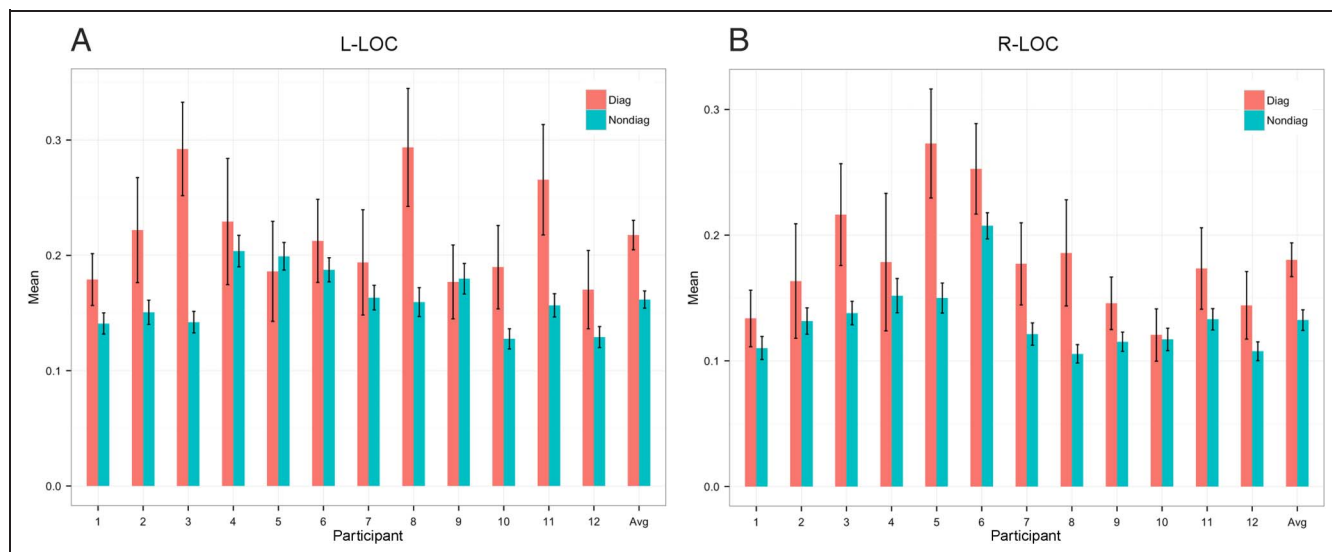 A
L-LOC
Diag
Nondiag
0.3
0.2
0.1
0.0
Mean
1 2 3 4 5 6 7 8 9 10 11 12 Avg
Participant
B
R-LOC
Diag
Nondiag
0.3
0.2
0.1
0.0
Mean
1 2 3 4 5 6 7 8 9 10 11 12 Avg
Participant